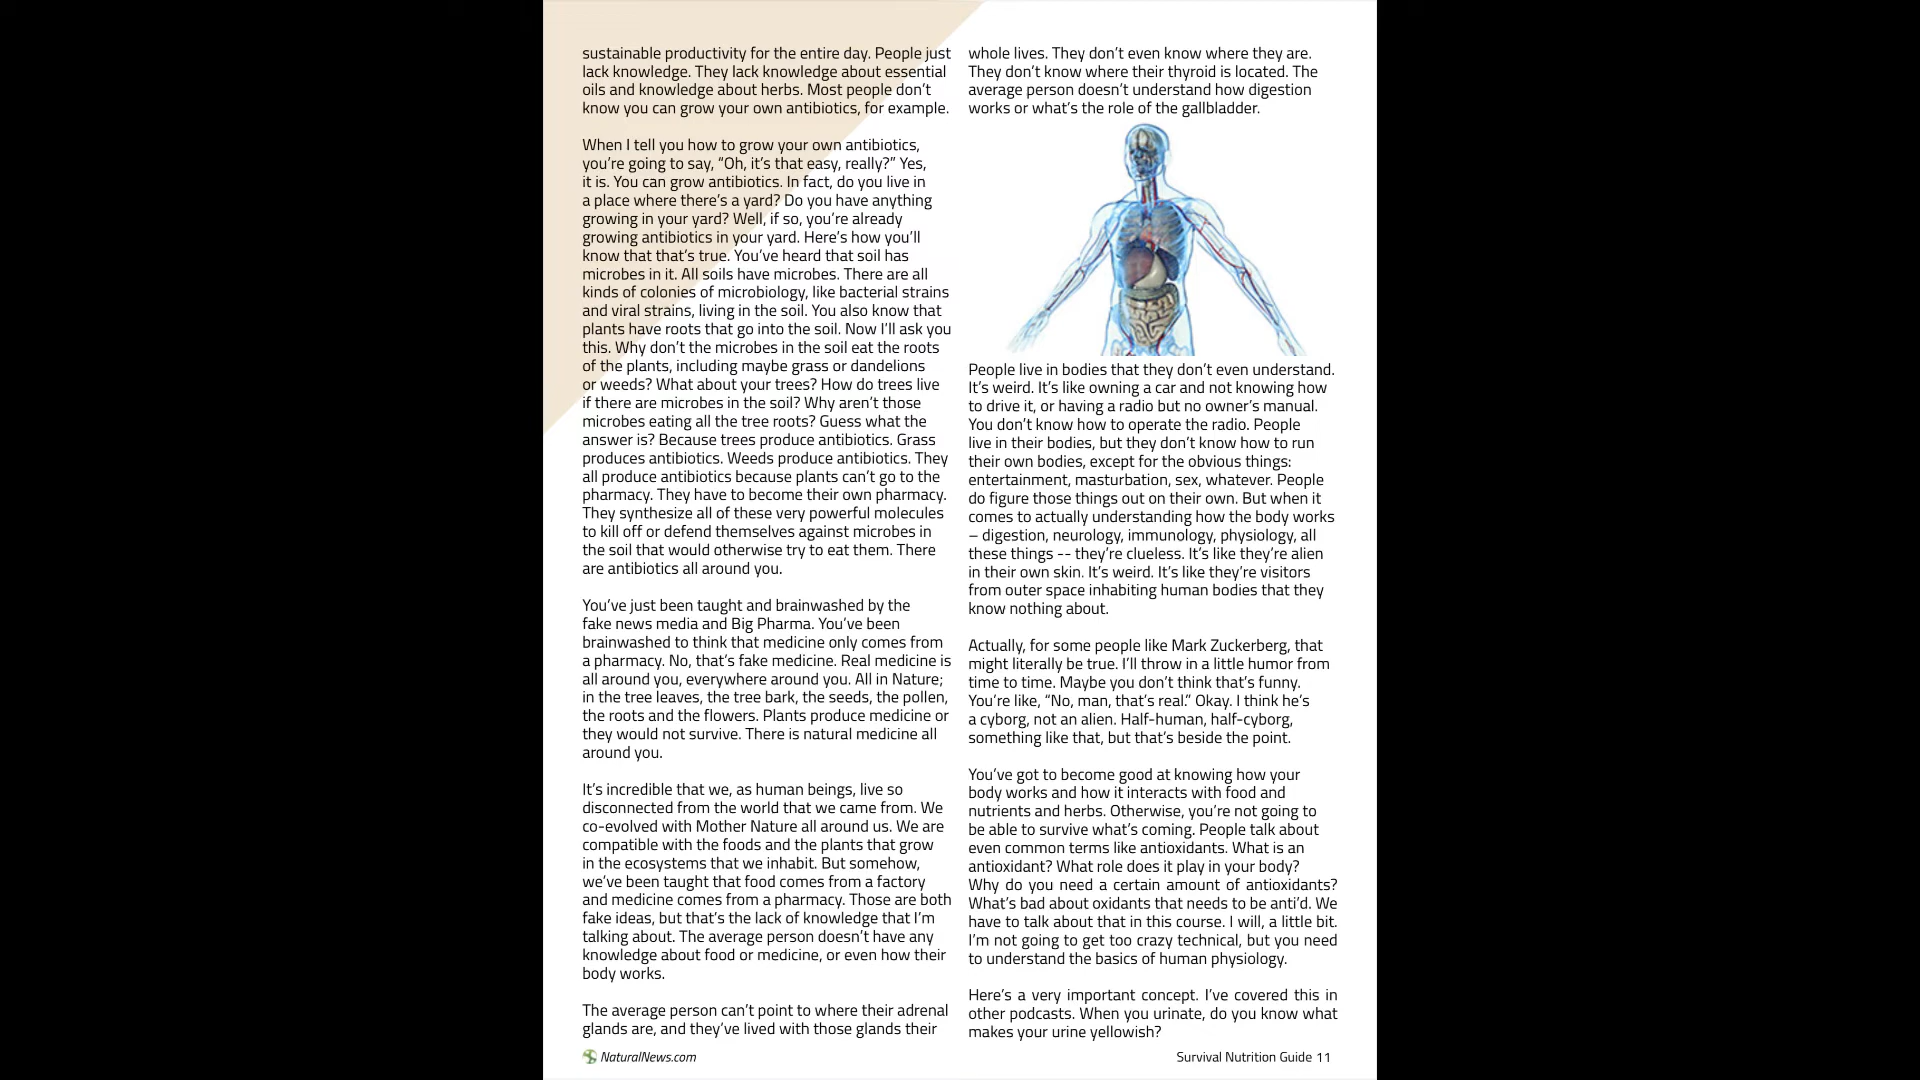 sustainable productivity for the entire day. People just
lack knowledge. They lack knowledge about essential
oils and knowledge about herbs. Most people don't
know you can grow your own antibiotics, for example.
When I tell you how to grow your own antibiotics,
you're going to say, “Oh, it's that easy, really?” Yes,
it is. You can grow antibiotics. In fact, do you live in
a place where there's a yard? Do you have anything
growing in your yard? Well, if so, you're already
growing antibiotics in your yard. Here's how you'll
know that that's true. You've heard that soil has
microbes in it. All soils have microbes. There are all
kinds of colonies of microbiology, like bacterial strains
and viral strains, living in the soil. You also know that
plants have roots that go into the soil. Now I'll ask you
this. Why don't the microbes in the soil eat the roots
of the plants, including maybe grass or dandelions
or weeds? What about your trees? How do trees live
if there are microbes in the soil? Why aren't those
microbes eating all the tree roots? Guess what the
answer is? Because trees produce antibiotics. Grass
produces antibiotics. Weeds produce antibiotics. They
all produce antibiotics because plants can't go to the
pharmacy. They have to become their own pharmacy.
They synthesize all of these very powerful molecules
to kill off or defend themselves against microbes in
the soil that would otherwise try to eat them. There
are antibiotics all around you.
You've just been taught and brainwashed by the
fake news media and Big Pharma. You've been
brainwashed to think that medicine only comes from
a pharmacy. No, that's fake medicine. Real medicine is
all around you, everywhere around you. All in Nature;
in the tree leaves, the tree bark, the seeds, the pollen,
the roots and the flowers. Plants produce medicine or
they would not survive. There is natural medicine all
around you.
It's incredible that we, as human beings, live so
disconnected from the world that we came from. We
co-evolved with Mother Nature all around us. We are
compatible with the foods and the plants that grow
in the ecosystems that we inhabit. But somehow,
we've been taught that food comes from a factory
and medicine comes from a pharmacy. Those are both
fake ideas, but that's the lack of knowledge that I'm
talking about. The average person doesn't have any
knowledge about food or medicine, or even how their
body works.
The average person can't point to where their adrenal
glands are, and they've lived with those glands their
whole lives. They don't even know where they are.
They don't know where their thyroid is located. The
average person doesn't understand how digestion
works or what's the role of the gallbladder.
People live in bodies that they don't even understand.
It's weird. It's like owning a car and not knowing how
to drive it, or having a radio but no owner's manual.
You don't know how to operate the radio. People
live in their bodies, but they don't know how to run
their own bodies, except for the obvious things:
entertainment, masturbation, sex, whatever. People
do figure those things out on their own. But when it
comes to actually understanding how the body works
– digestion, neurology, immunology, physiology, all
these things -- they're clueless. It's like they're alien
in their own skin. It's weird. It's like they're visitors
from outer space inhabiting human bodies that they
know nothing about.
Actually, for some people like Mark Zuckerberg, that
might literally be true. I'll throw in a little humor from
time to time. Maybe you don't think that's funny.
You're like, “No, man, that's real.” Okay. I think he's
a cyborg, not an alien. Half-human, half-cyborg,
something like that, but that's beside the point.
You've got to become good at knowing how your
body works and how it interacts with food and
nutrients and herbs. Otherwise, you're not going to
be able to survive what's coming. People talk about
even common terms like antioxidants. What is an
antioxidant? What role does it play in your body?
Why do you need a certain amount of antioxidants?
What's bad about oxidants that needs to be anti'd. We
have to talk about that in this course. I will, a little bit.
I'm not going to get too crazy technical, but you need
to understand the basics of human physiology.
Here's a very important concept. I've covered this in
other podcasts. When you urinate, do you know what
makes your urine yellowish?
NaturalNews.com
Survival Nutrition Guide 11